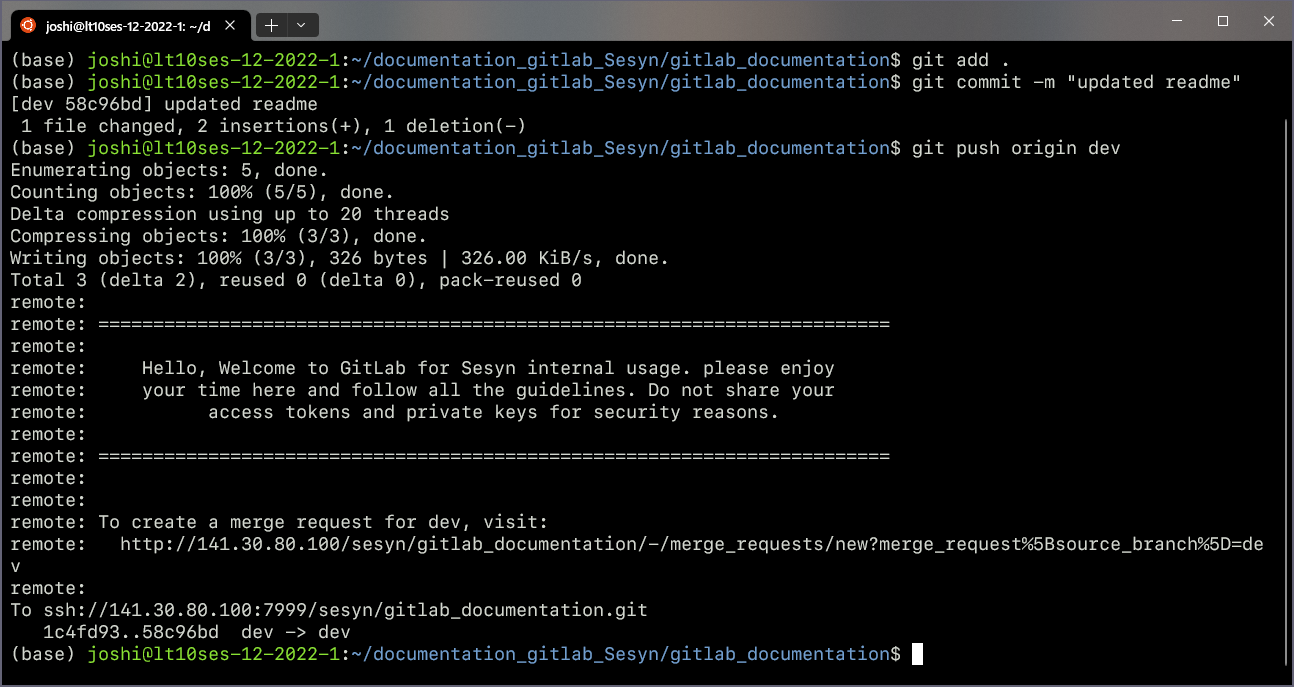 joshi@lt10ses-12-2022-1: ~/d
(base) joshi@lt10ses-12-2022-1:~/documentation_gitlab_Sesyn/gitlab_documentation$ git add .
(base) joshi@lt10ses-12-2022-1:~/documentation_gitlab_Sesyn/gitlab_documentation$ git commit -m "updated readme"
[dev 58c96bd] updated readme
 1 file changed, 2 insertions(+), 1 deletion(-)
(base) joshi@lt10ses-12-2022-1:~/documentation_gitlab_Sesyn/gitlab_documentation$ git push origin dev
Enumerating objects: 5, done.
Counting objects: 100% (5/5), done.
Delta compression using up to 20 threads
Compressing objects: 100% (3/3), done.
Writing objects: 100% (3/3), 326 bytes | 326.00 KiB/s, done.
Total 3 (delta 2), reused 0 (delta 0), pack-reused 0
remote:
remote: ========================================================================
remote:
remote:     Hello, Welcome to GitLab for Sesyn internal usage. please enjoy
remote:     your time here and follow all the guidelines. Do not share your
remote:           access tokens and private keys for security reasons.
remote:
remote: ========================================================================
remote:
remote:
remote: To create a merge request for dev, visit:
remote:   http://141.30.80.100/sesyn/gitlab_documentation/-/merge_requests/new?merge_request%5Bsource_branch%5D=de
v
remote:
To ssh://141.30.80.100:7999/sesyn/gitlab_documentation.git
   1c4fd93..58c96bd  dev -> dev
(base) joshi@lt10ses-12-2022-1:~/documentation_gitlab_Sesyn/gitlab_documentation$